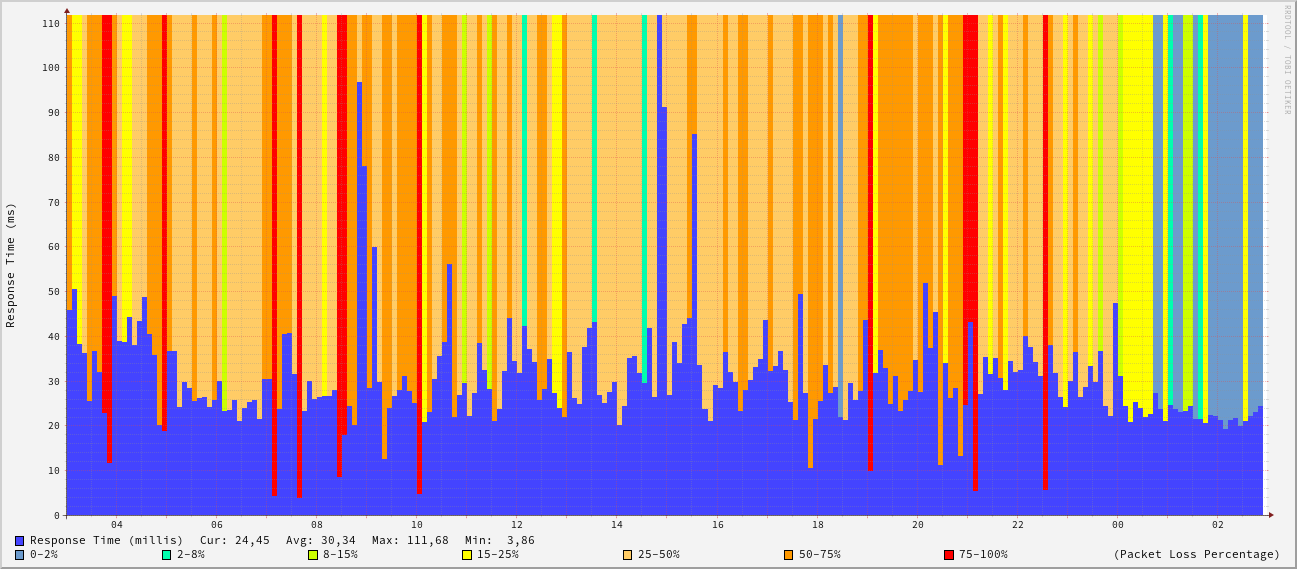 RRDTOOL / TOBI OETIKER
Response Time (ms)
110
100
90
80
70
60
50
40
30
20
10
0
04 06 08 10 12 14 16 18 20 22 00 02
Response Time (millis) Cur: 24,45 Avg: 30,34 Max: 111,68 Min: 3,86
0-2% 2-8% 8-15% 15-25% 25-50% 50-75% 75-100% (Packet Loss Percentage)